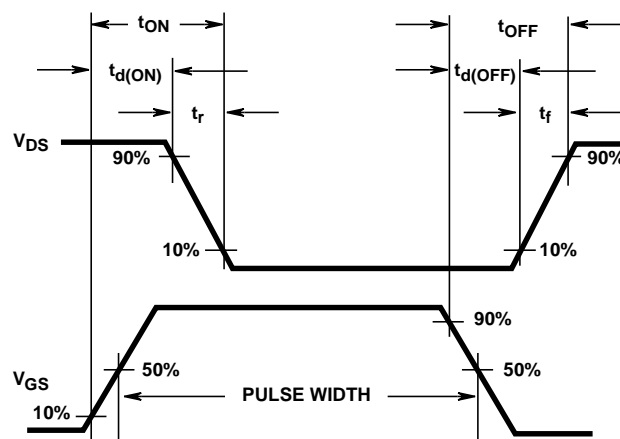 tON
tOFF
td(ON)
td(OFF)
tr
tf
VDS
90%
90%
10%
10%
90%
VGS
50%
50%
PULSE WIDTH
10%